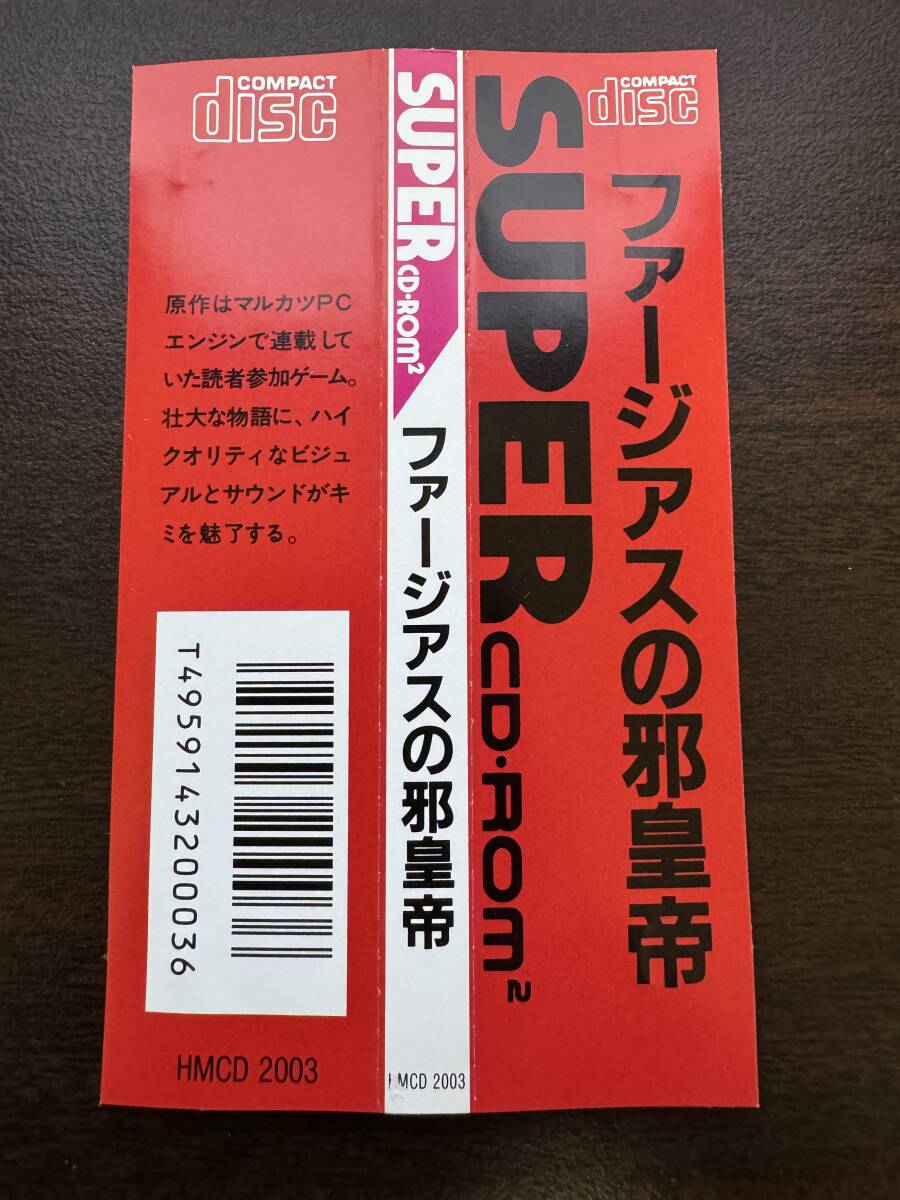 COMPACT
disc
原作はマルカツPC
エンジンで連載して
いた読者参加ゲーム。
壮大な物語に、ハイ
クオリティなビジュ
アルとサウンドがキ
ミを魅了する。
T4959143200036
HMCD 2003
SUPER
CD・ROM²
ファージアスの邪皇帝
HMCD 2003
SUPER CD・ROM²
COMPACT
disc
ファージアスの邪皇帝